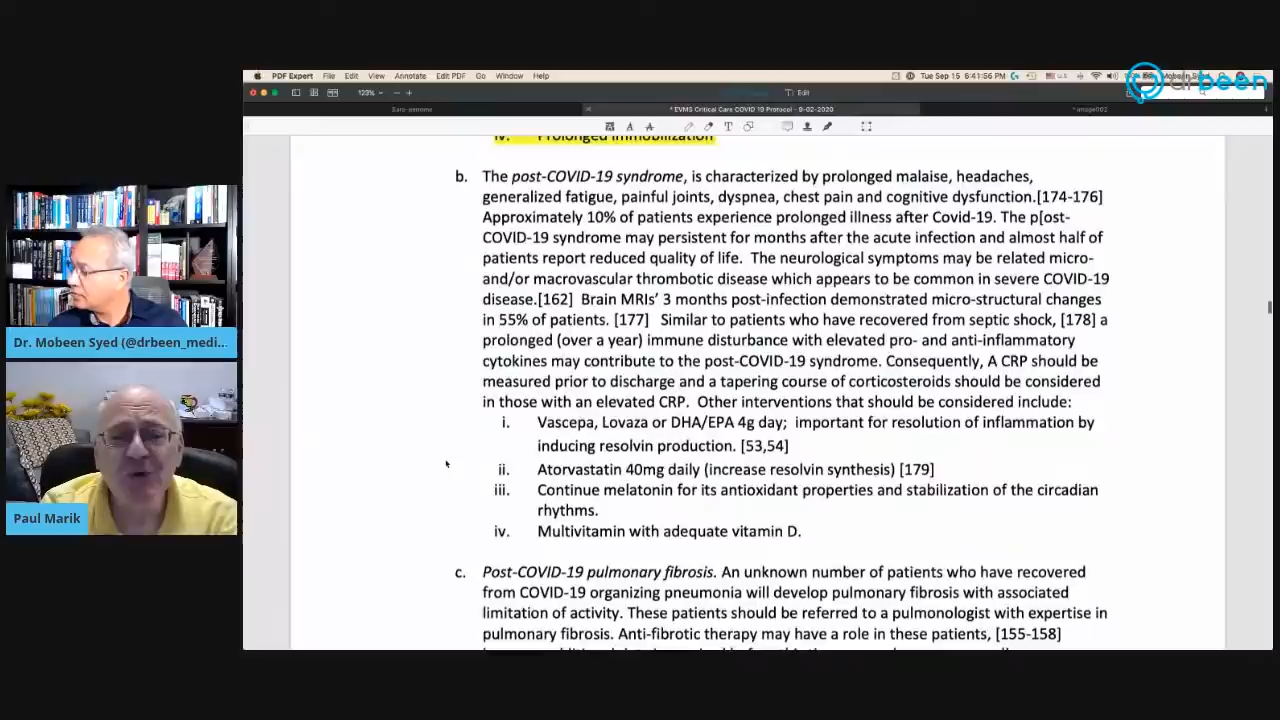 drbeen
PDF Expert File Edit View Annotate Edit PDF Go Window Help
Tue Sep 15 6:41:56 PM
123%
Edit
* EVMS Critical Care COVID 19 Protocol - 9-02-2020
iv. Prolonged immobilization
b. The post-COVID-19 syndrome, is characterized by prolonged malaise, headaches,
generalized fatigue, painful joints, dyspnea, chest pain and cognitive dysfunction.[174-176]
Approximately 10% of patients experience prolonged illness after Covid-19. The p[ost-
COVID-19 syndrome may persistent for months after the acute infection and almost half of
patients report reduced quality of life. The neurological symptoms may be related micro-
and/or macrovascular thrombotic disease which appears to be common in severe COVID-19
disease.[162] Brain MRIs' 3 months post-infection demonstrated micro-structural changes
in 55% of patients. [177] Similar to patients who have recovered from septic shock, [178] a
prolonged (over a year) immune disturbance with elevated pro- and anti-inflammatory
cytokines may contribute to the post-COVID-19 syndrome. Consequently, A CRP should be
measured prior to discharge and a tapering course of corticosteroids should be considered
in those with an elevated CRP. Other interventions that should be considered include:
i. Vascepa, Lovaza or DHA/EPA 4g day; important for resolution of inflammation by
inducing resolvin production. [53,54]
ii. Atorvastatin 40mg daily (increase resolvin synthesis) [179]
iii. Continue melatonin for its antioxidant properties and stabilization of the circadian
rhythms.
iv. Multivitamin with adequate vitamin D.
c. Post-COVID-19 pulmonary fibrosis. An unknown number of patients who have recovered
from COVID-19 organizing pneumonia will develop pulmonary fibrosis with associated
limitation of activity. These patients should be referred to a pulmonologist with expertise in
pulmonary fibrosis. Anti-fibrotic therapy may have a role in these patients, [155-158]
Dr. Mobeen Syed (@drbeen_medi...
Paul Marik